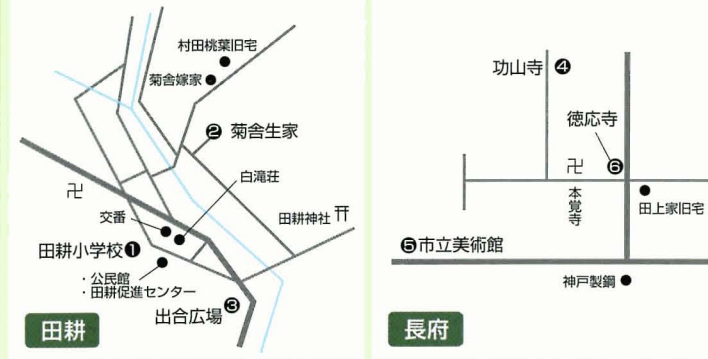 村田桃葉旧宅
菊舎嫁家
❷ 菊舎生家
白滝荘
卍
交番
田耕神社
田耕小学校❶
・公民館
・田耕促進センター
出合広場❸
田耕
功山寺 ❹
徳応寺
❻
卍
本覚寺
田上家旧宅
❺市立美術館
神戸製鋼
長府